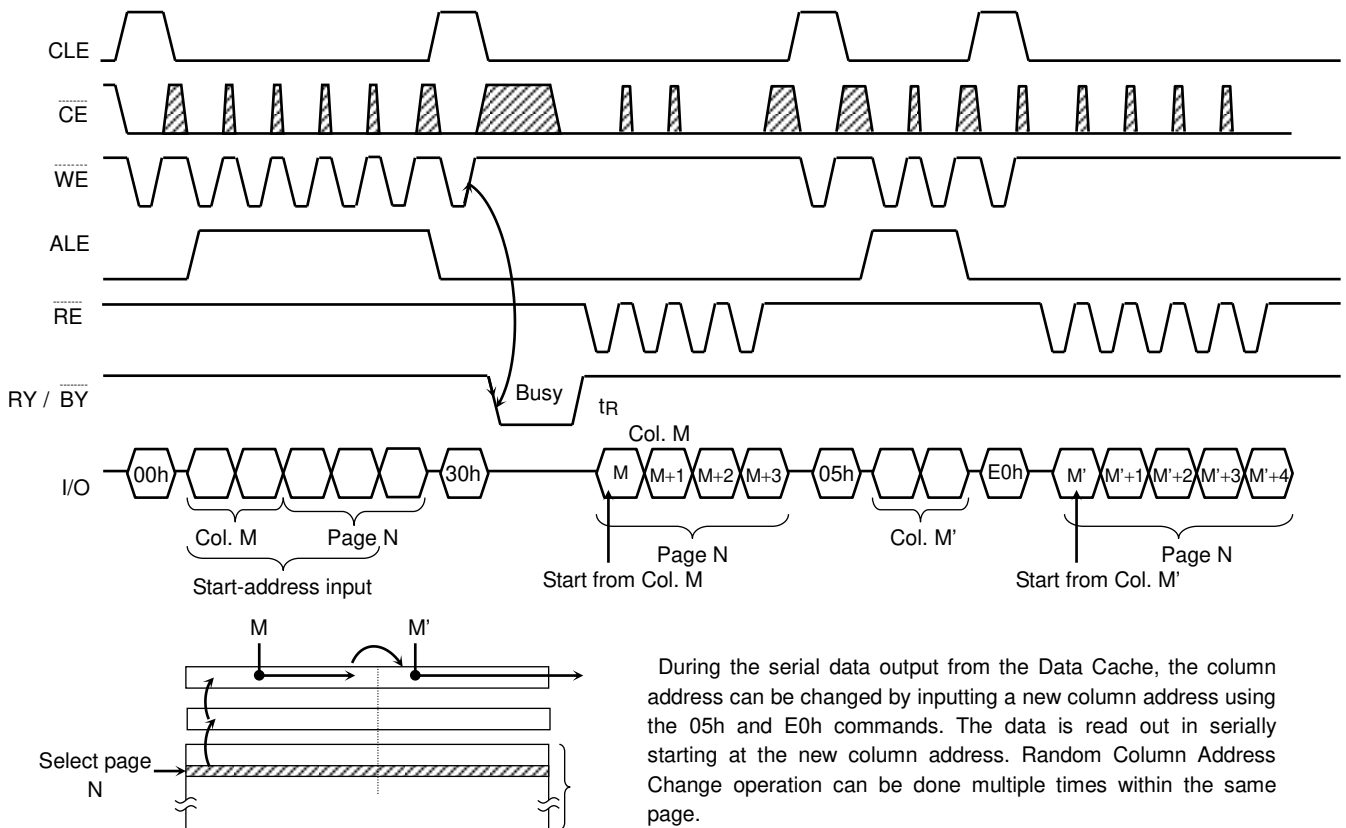 CLE
CE
WE
ALE
RE
RY / BY
Busy
tR
Col. M
I/O
00h
30h
M
M+1
M+2
M+3
05h
E0h
M'
M'+1
M'+2
M'+3
M'+4
Col. M
Page N
Col. M'
Page N
Page N
Start-address input
Start from Col. M
Start from Col. M'
M
M'
Select page
N
During the serial data output from the Data Cache, the column
address can be changed by inputting a new column address using
the 05h and E0h commands. The data is read out in serially
starting at the new column address. Random Column Address
Change operation can be done multiple times within the same
page.